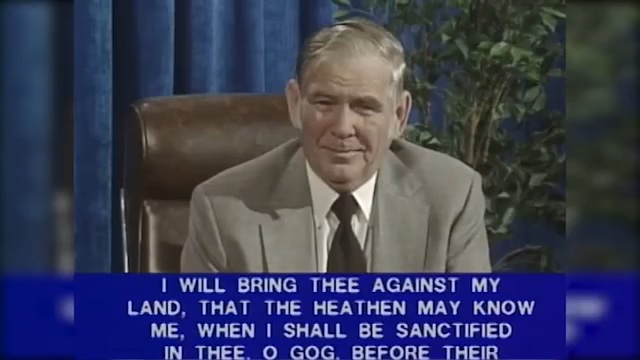 I WILL BRING THEE AGAINST MY
LAND, THAT THE HEATHEN MAY KNOW
ME, WHEN I SHALL BE SANCTIFIED
IN THEE, O GOG, BEFORE THEIR